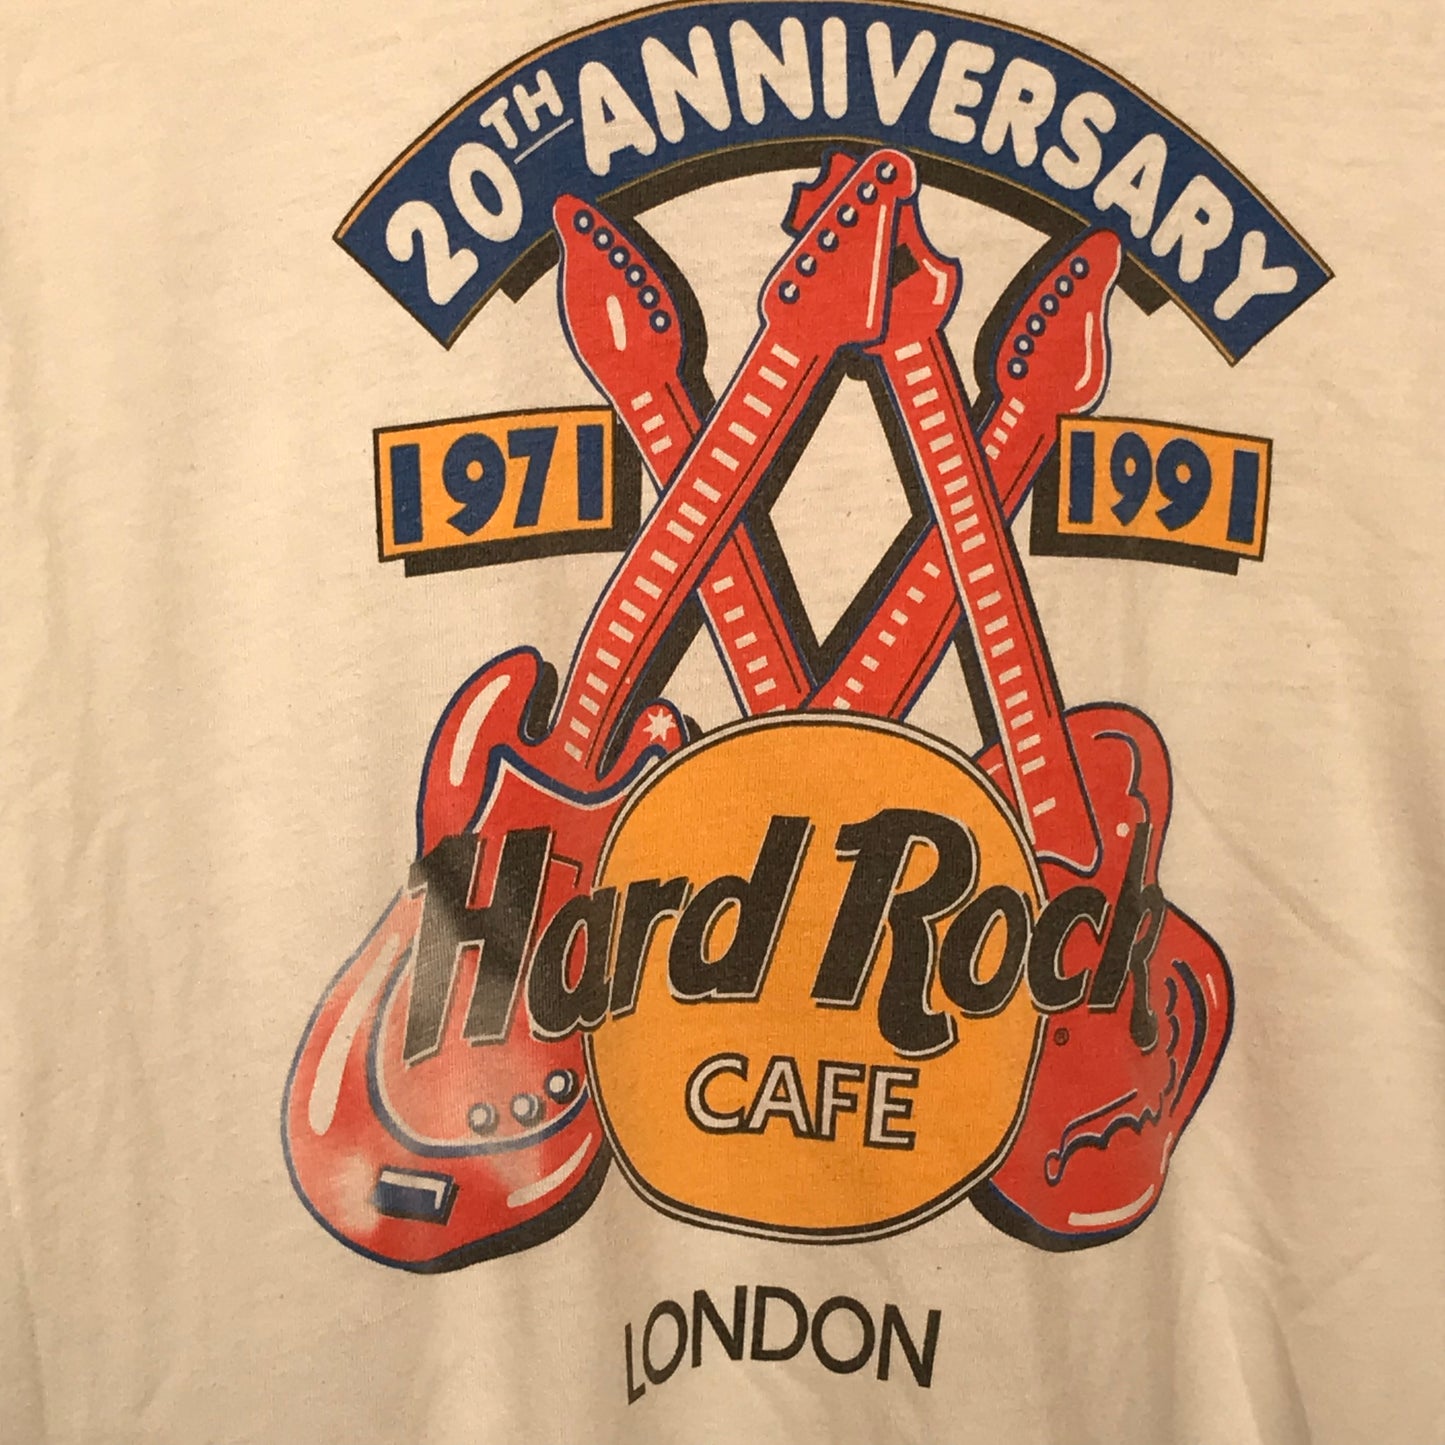 20TH ANNIVERSARY
1971 1991
Hard Rock
®
CAFE
LONDON